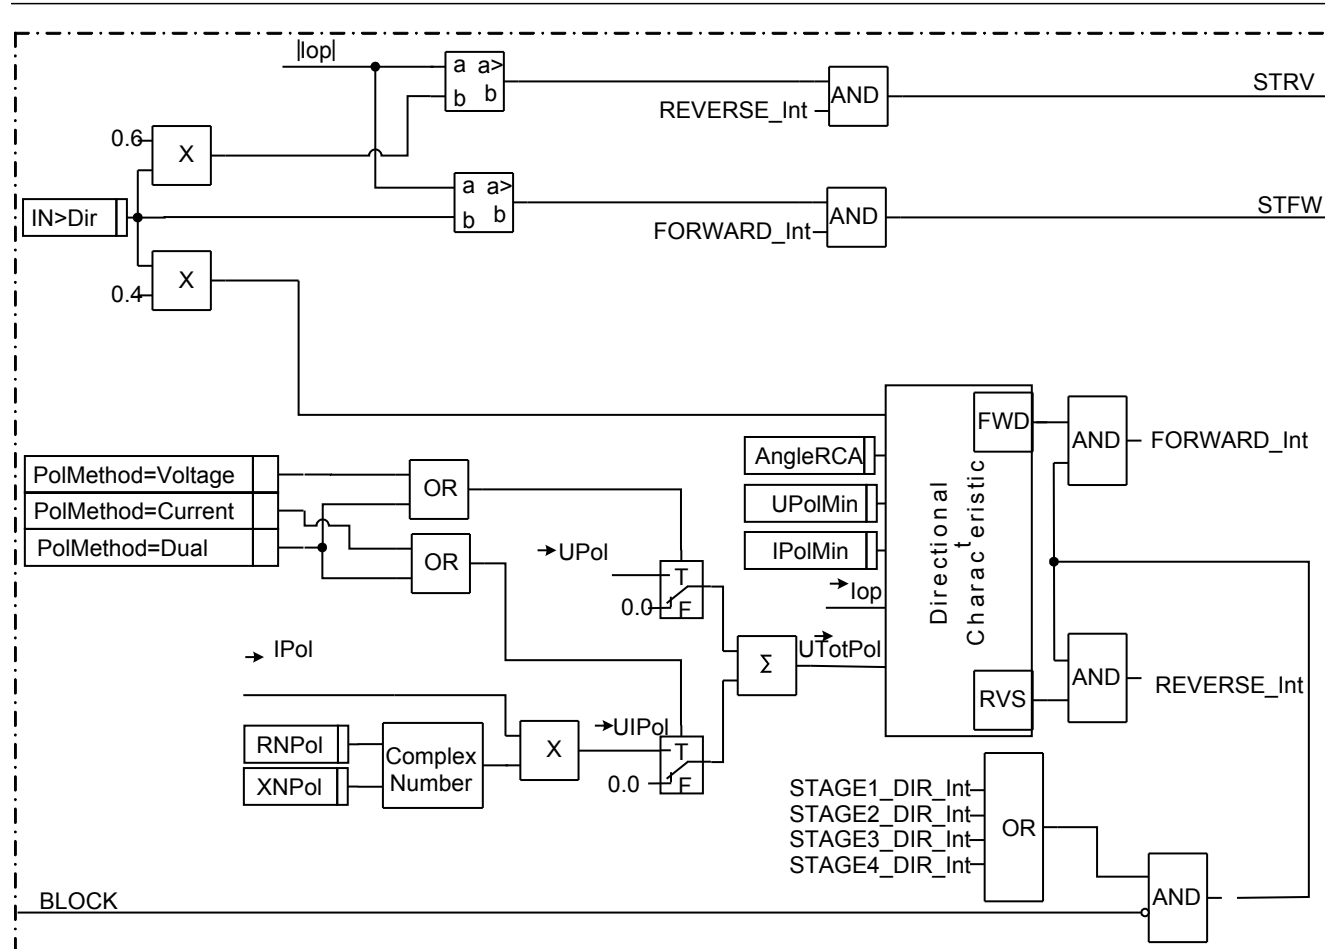 |Iop|
a a>
b b
REVERSE_Int
AND
STRV
0.6
X
IN>Dir
a a>
b b
FORWARD_Int
AND
STFW
X
0.4
FWD
AND
FORWARD_Int
AngleRCA
UPolMin
IPolMin
Iop
UTotPol
Directional
Characteristic
PolMethod=Voltage
PolMethod=Current
PolMethod=Dual
OR
OR
UPol
T
0.0
F
IPol
Σ
RVS
AND
REVERSE_Int
RNPol
XNPol
Complex
Number
X
UIPol
T
0.0
F
STAGE1_DIR_Int
STAGE2_DIR_Int
STAGE3_DIR_Int
STAGE4_DIR_Int
OR
AND
BLOCK